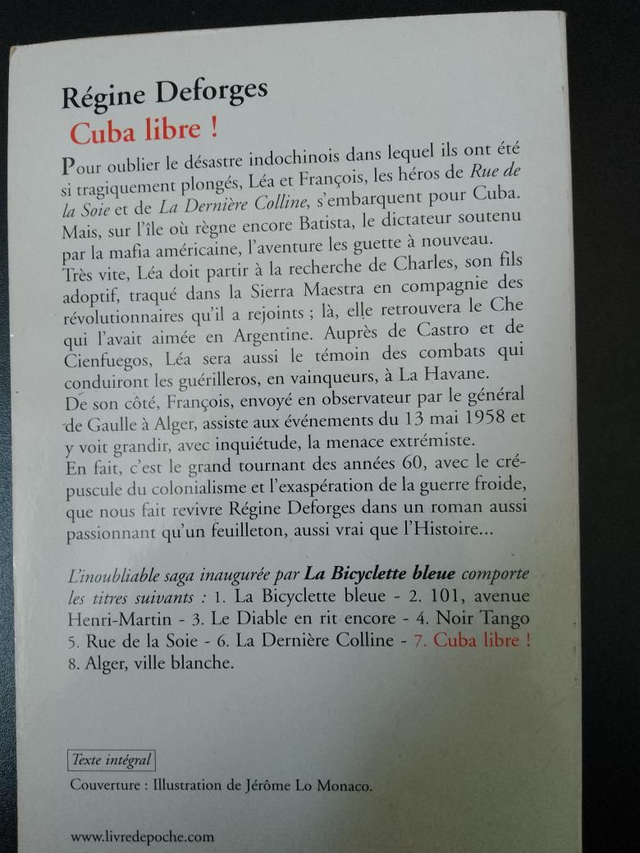 Régine Deforges
Cuba libre !
Pour oublier le désastre indochinois dans lequel ils ont été
si tragiquement plongés, Léa et François, les héros de Rue de
la Soie et de La Dernière Colline, s'embarquent pour Cuba.
Mais, sur l'île où règne encore Batista, le dictateur soutenu
par la mafia américaine, l'aventure les guette à nouveau.
Très vite, Léa doit partir à la recherche de Charles, son fils
adoptif, traqué dans la Sierra Maestra en compagnie des
révolutionnaires qu'il a rejoints ; là, elle retrouvera le Che
qui l'avait aimée en Argentine. Auprès de Castro et de
Cienfuegos, Léa sera aussi le témoin des combats qui
conduiront les guérilleros, en vainqueurs, à La Havane.
De son côté, François, envoyé en observateur par le général
de Gaulle à Alger, assiste aux événements du 13 mai 1958 et
y voit grandir, avec inquiétude, la menace extrémiste.
En fait, c'est le grand tournant des années 60, avec le cré-
puscule du colonialisme et l'exaspération de la guerre froide,
que nous fait revivre Régine Deforges dans un roman aussi
passionnant qu'un feuilleton, aussi vrai que l'Histoire...
L'inoubliable saga inaugurée par La Bicyclette bleue comporte
les titres suivants : 1. La Bicyclette bleue - 2. 101, avenue
Henri-Martin - 3. Le Diable en rit encore - 4. Noir Tango
5. Rue de la Soie - 6. La Dernière Colline - 7. Cuba libre !
8. Alger, ville blanche.
Texte intégral
Couverture : Illustration de Jérôme Lo Monaco.
www.livredepoche.com